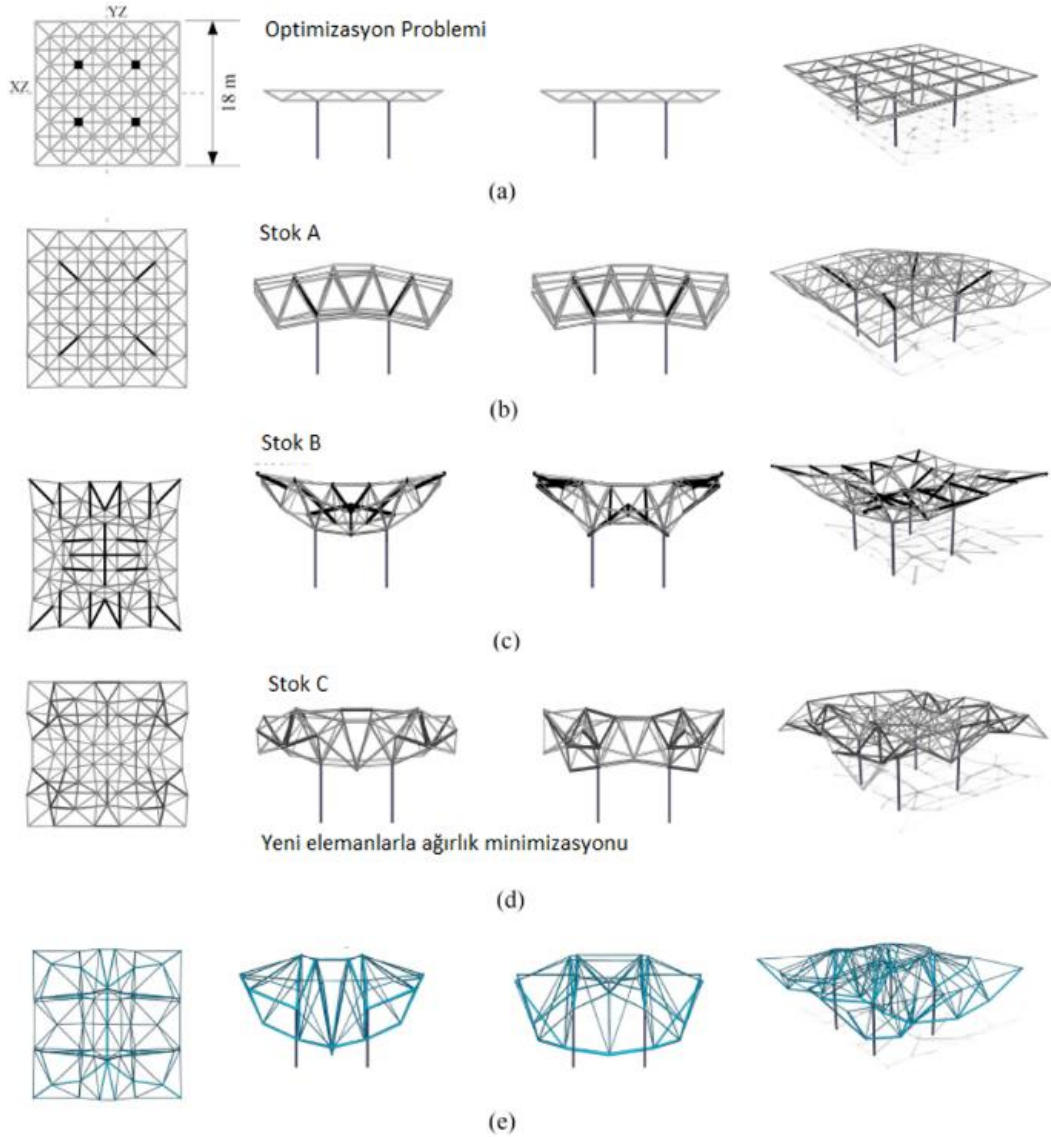 YZ
Optimizasyon Problemi
XZ
18 m
(a)
Stok A
(b)
Stok B
(c)
Stok C
Yeni elemanlarla ağırlık minimizasyonu
(d)
(e)